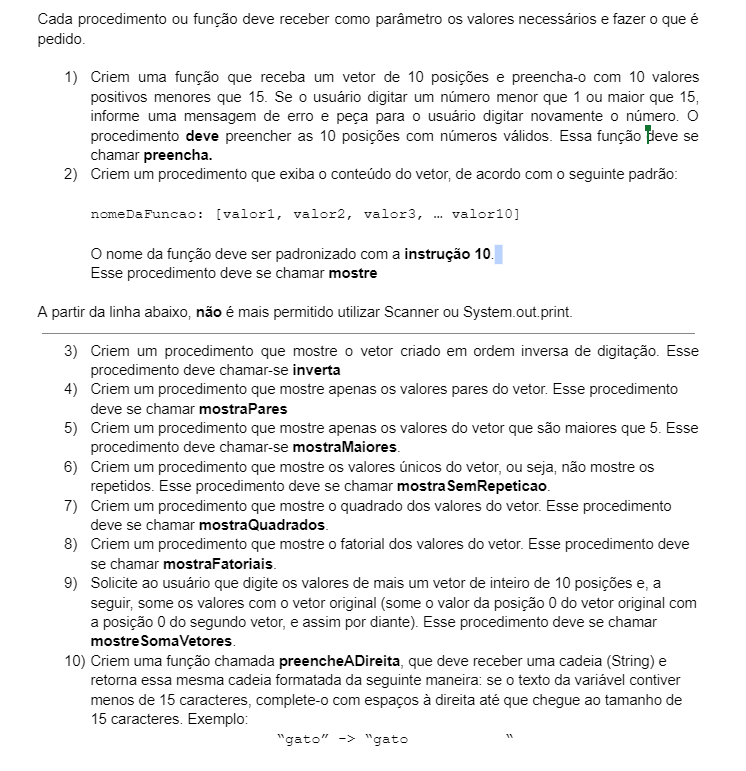 Cada procedimento ou função deve receber como parâmetro os valores necessários e fazer o que é
pedido.
1) Criem uma função que receba um vetor de 10 posições e preencha-o com 10 valores
positivos menores que 15. Se o usuário digitar um número menor que 1 ou maior que 15,
informe uma mensagem de erro e peça para o usuário digitar novamente o número. O
procedimento deve preencher as 10 posições com números válidos. Essa função deve se
chamar preencha.
2) Criem um procedimento que exiba o conteúdo do vetor, de acordo com o seguinte padrão:
nomeDaFuncao: [valor1, valor2, valor3, … valor10]
O nome da função deve ser padronizado com a instrução 10.
Esse procedimento deve se chamar mostre
A partir da linha abaixo, não é mais permitido utilizar Scanner ou System.out.print.
3) Criem um procedimento que mostre o vetor criado em ordem inversa de digitação. Esse
procedimento deve chamar-se inverta
4) Criem um procedimento que mostre apenas os valores pares do vetor. Esse procedimento
deve se chamar mostraPares
5) Criem um procedimento que mostre apenas os valores do vetor que são maiores que 5. Esse
procedimento deve chamar-se mostraMaiores.
6) Criem um procedimento que mostre os valores únicos do vetor, ou seja, não mostre os
repetidos. Esse procedimento deve se chamar mostraSemRepeticao.
7) Criem um procedimento que mostre o quadrado dos valores do vetor. Esse procedimento
deve se chamar mostraQuadrados.
8) Criem um procedimento que mostre o fatorial dos valores do vetor. Esse procedimento deve
se chamar mostraFatoriais.
9) Solicite ao usuário que digite os valores de mais um vetor de inteiro de 10 posições e, a
seguir, some os valores com o vetor original (some o valor da posição 0 do vetor original com
a posição 0 do segundo vetor, e assim por diante). Esse procedimento deve se chamar
mostreSomaVetores.
10) Criem uma função chamada preencheADireita, que deve receber uma cadeia (String) e
retorna essa mesma cadeia formatada da seguinte maneira: se o texto da variável contiver
menos de 15 caracteres, complete-o com espaços à direita até que chegue ao tamanho de
15 caracteres. Exemplo:
“gato” -> “gato           “